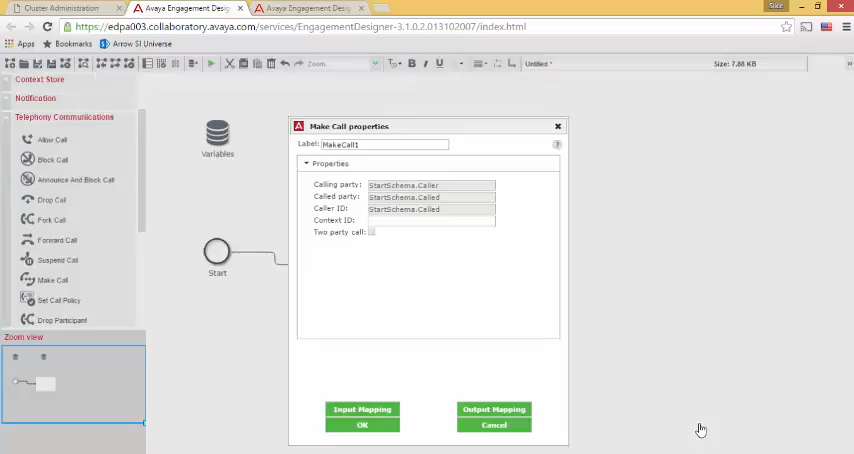 Slice
Cluster Administration
Avaya Engagement Desig
Avaya Engagement Desig
https://edpa003.collaboratory.avaya.com/services/EngagementDesigner-3.1.0.2.013102007/index.html
Apps
Bookmarks
Arrow SI Universe
Zoom...
B I U
Untitled *
Size: 7.88 KB
Context Store
Notification
Telephony Communications
Allow Call
Block Call
Announce And Block Call
Drop Call
Fork Call
Forward Call
Suspend Call
Make Call
Set Call Policy
Drop Participant
Zoom view
Variables
Start
Make Call properties
Label: MakeCall1
?
Properties
Calling party: StartSchema.Caller
Called party: StartSchema.Called
Caller ID: StartSchema.Called
Context ID:
Two party call:
Input Mapping
Output Mapping
OK
Cancel